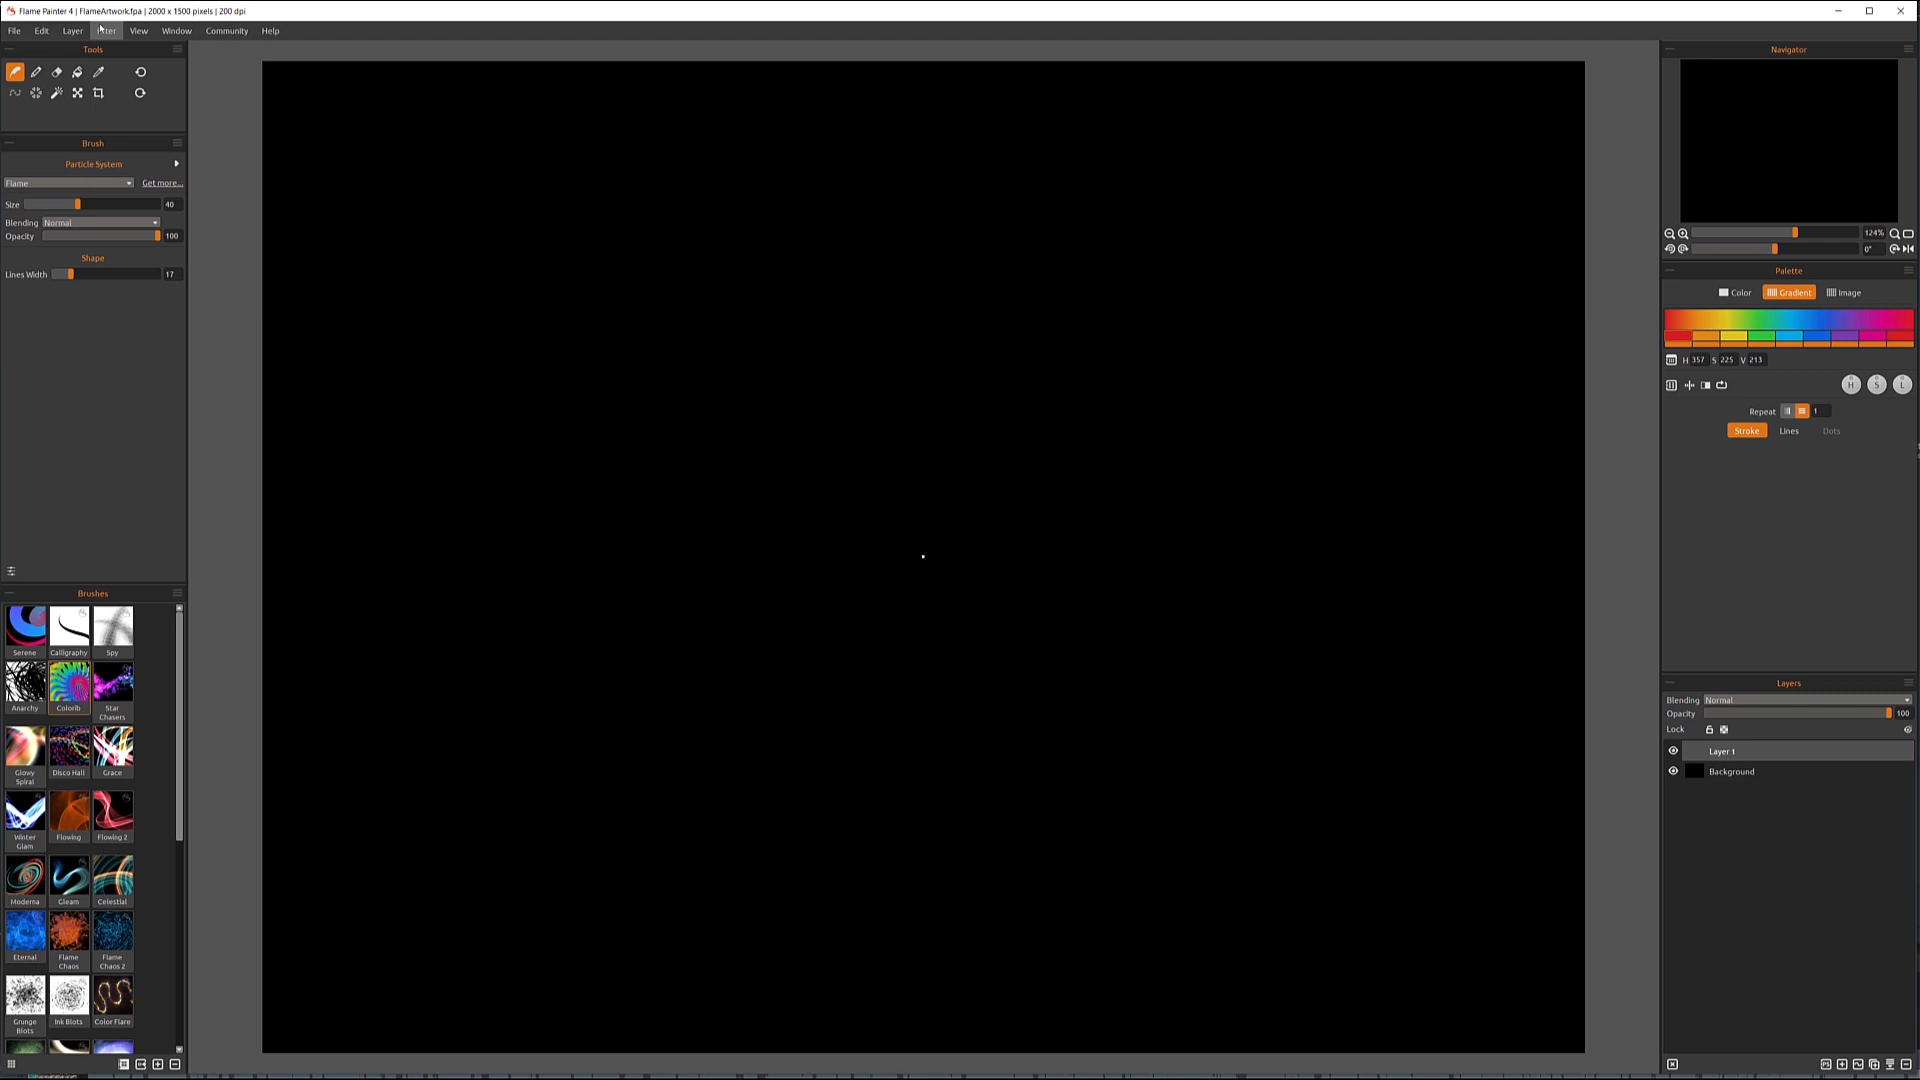 Flame Painter 4 | FlameArtwork.fpa | 2000 x 1500 pixels | 200 dpi
File Edit Layer Filter View Window Community Help
Tools
Brush
Particle System
Flame Get more...
Size 40
Blending Normal
Opacity 100
Shape
Lines Width 17
Brushes
Serene Calligraphy Spy
Anarchy Colorib Star Chasers
Glowy Spiral Disco Hall Grace
Winter Glam Flowing Flowing 2
Moderna Gleam Celestial
Eternal Flame Chaos Flame Chaos 2
Grunge Blots Ink Blots Color Flare
Navigator
124%
0°
Palette
Color Gradient Image
H 357 S 225 V 213
H S L
Repeat 1
Stroke Lines Dots
Layers
Blending Normal
Opacity 100
Lock
Layer 1
Background